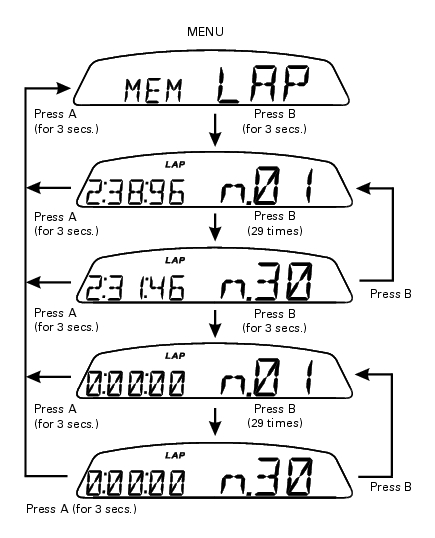 MENU
MEM LAP
Press A
(for 3 secs.)
Press B
(for 3 secs.)
LAP
2:38:96 n.01
Press A
(for 3 secs.)
Press B
(29 times)
LAP
2:31:46 n.30
Press A
(for 3 secs.)
Press B
(for 3 secs.)
Press B
LAP
0:00:00 n.01
Press A
(for 3 secs.)
Press B
(29 times)
LAP
0:00:00 n.30
Press B
Press A (for 3 secs.)